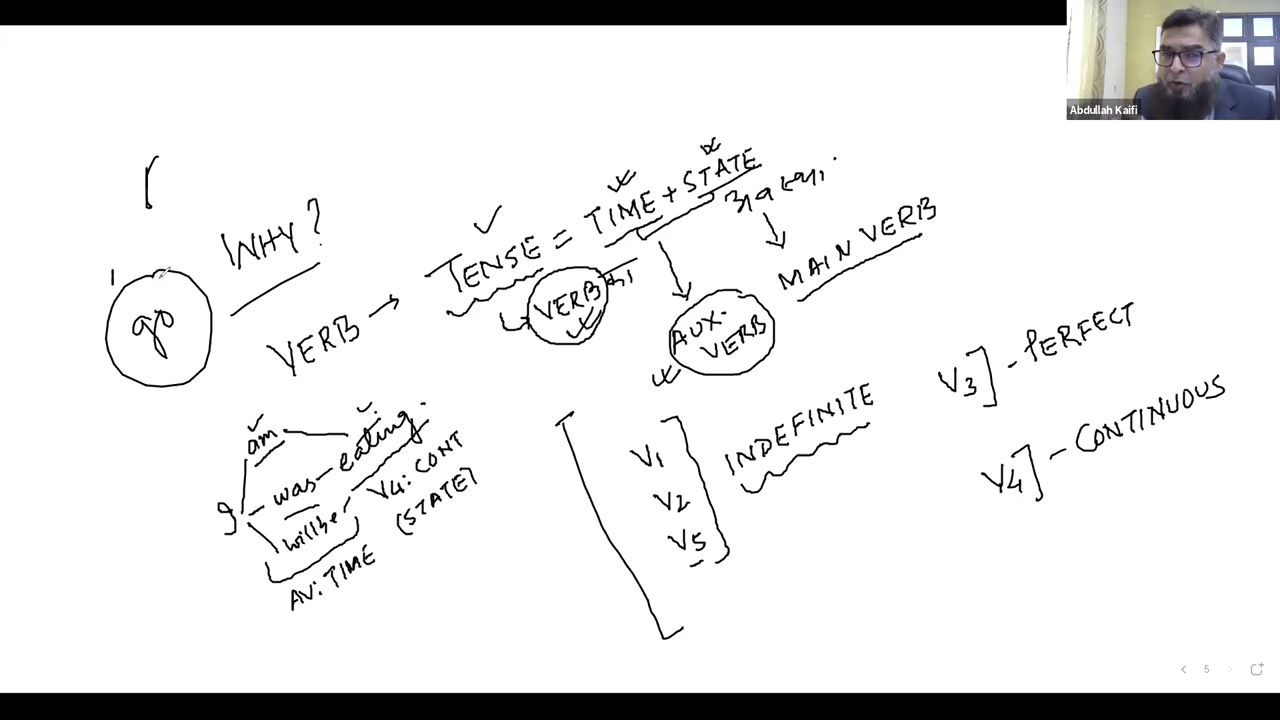 Abdullah Kaifi
WHY?
go
VERB → TENSE = TIME + STATE
VERB
AUX. VERB
MAIN VERB
I
am
was
will be
eating.
V4: CONT
(STATE)
AV: TIME
V1
V2
V5
INDEFINITE
V3] - PERFECT
V4] - CONTINUOUS
5